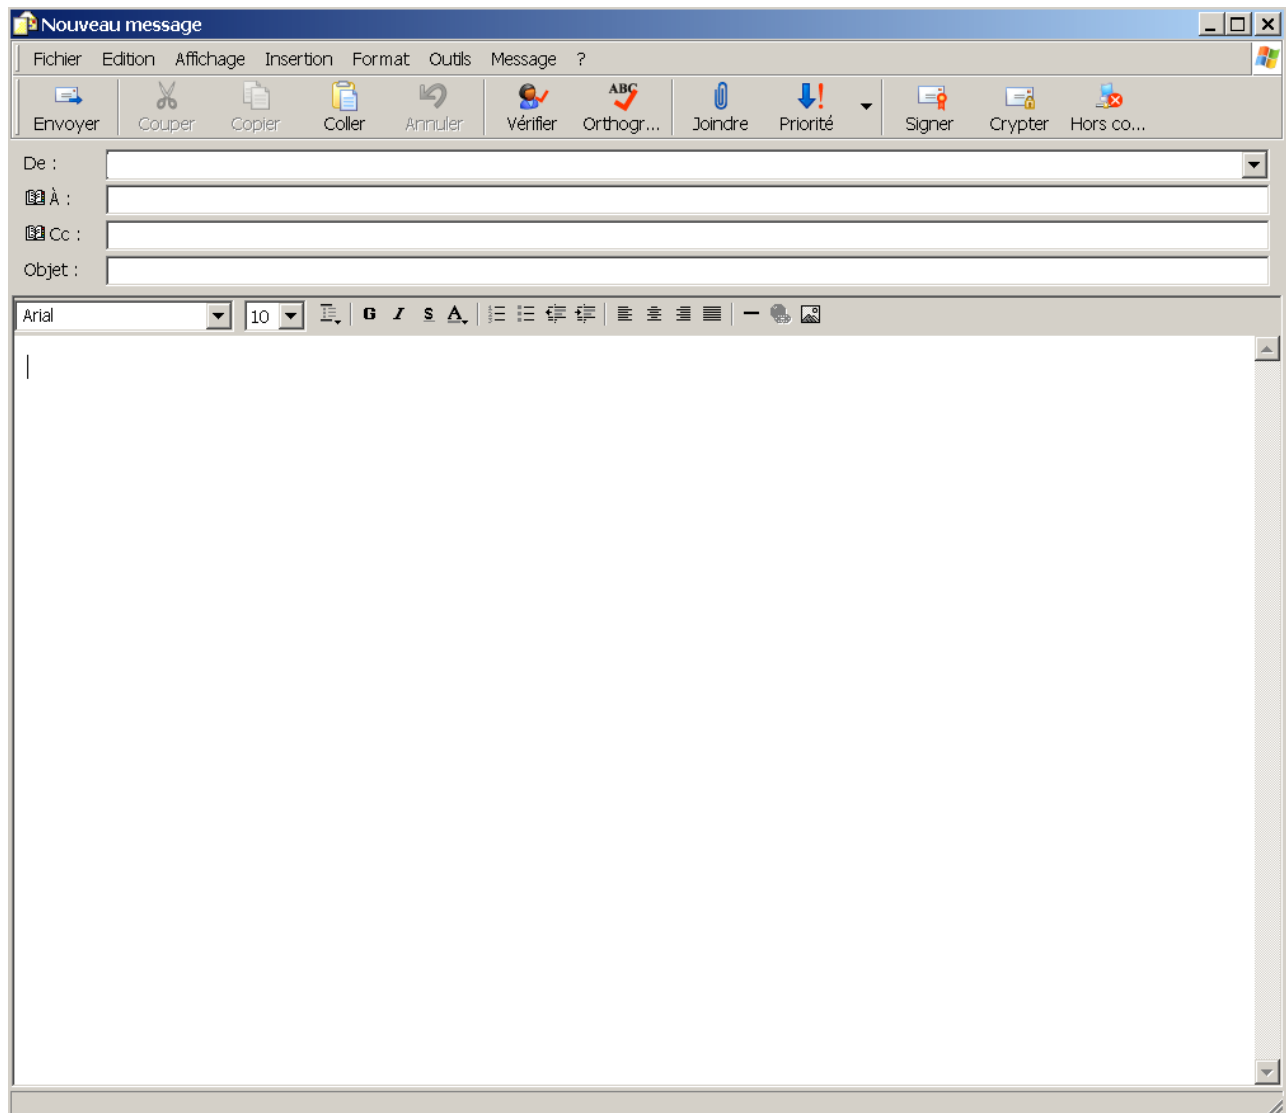 Nouveau message
Fichier Edition Affichage Insertion Format Outils Message ?
ABC
Envoyer Couper Copier Coller Annuler Vérifier Orthogr... Joindre Priorité Signer Crypter Hors co...
De :
À :
Cc :
Objet :
Arial 10 G I S A